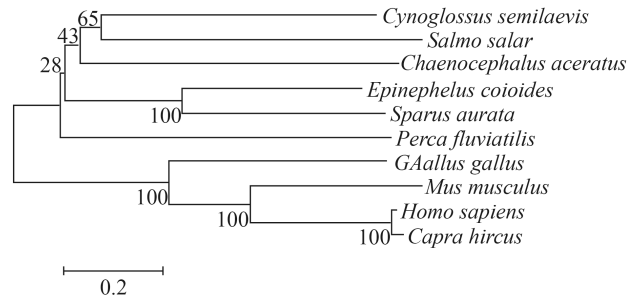 65
Cynoglossus semilaevis
43
Salmo salar
28
Chaenocephalus aceratus
Epinephelus coioides
100
Sparus aurata
Perca fluviatilis
GAallus gallus
100
Mus musculus
100
Homo sapiens
100
Capra hircus
0.2